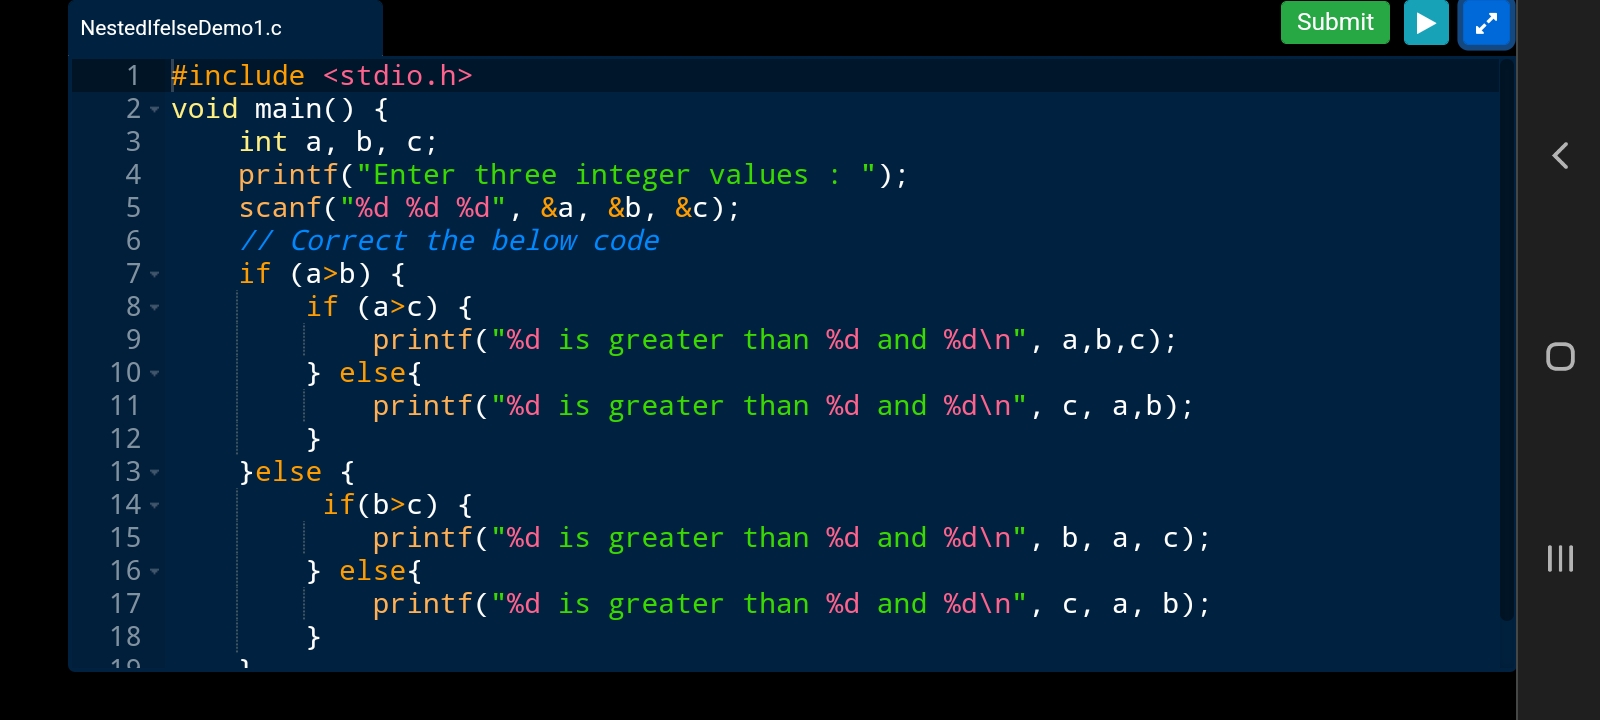 NestedIfelseDemo1.c
Submit
1 #include <stdio.h>
2 void main() {
3     int a, b, c;
4     printf("Enter three integer values : ");
5     scanf("%d %d %d", &a, &b, &c);
6     // Correct the below code
7     if (a>b) {
8         if (a>c) {
9             printf("%d is greater than %d and %d\n", a,b,c);
10         } else{
11             printf("%d is greater than %d and %d\n", c, a,b);
12         }
13     }else {
14          if(b>c) {
15             printf("%d is greater than %d and %d\n", b, a, c);
16         } else{
17             printf("%d is greater than %d and %d\n", c, a, b);
18         }
19     }